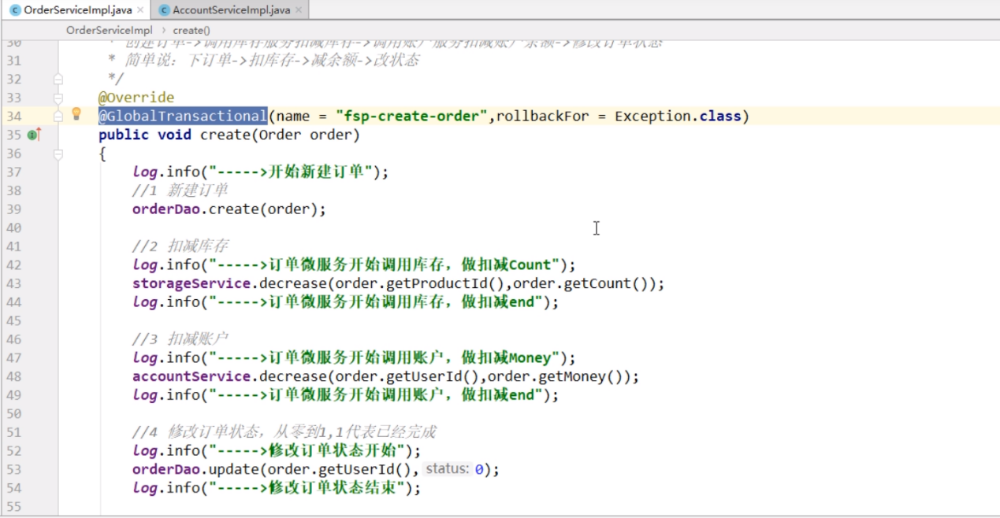 OrderServiceImpl.java × AccountServiceImpl.java ×
OrderServiceImpl > create()
30 * 创建订单->调用库存服务扣减库存->调用账户服务扣减账户余额->修改订单状态
31 * 简单说：下订单->扣库存->减余额->改状态
32 */
33 @Override
34 @GlobalTransactional(name = "fsp-create-order",rollbackFor = Exception.class)
35 public void create(Order order)
36 {
37 log.info("----->开始新建订单");
38 //1 新建订单
39 orderDao.create(order);
40
41 //2 扣减库存
42 log.info("----->订单微服务开始调用库存，做扣减Count");
43 storageService.decrease(order.getProductId(),order.getCount());
44 log.info("----->订单微服务开始调用库存，做扣减end");
45
46 //3 扣减账户
47 log.info("----->订单微服务开始调用账户，做扣减Money");
48 accountService.decrease(order.getUserId(),order.getMoney());
49 log.info("----->订单微服务开始调用账户，做扣减end");
50
51 //4 修改订单状态，从零到1,1代表已经完成
52 log.info("----->修改订单状态开始");
53 orderDao.update(order.getUserId(), status: 0);
54 log.info("----->修改订单状态结束");
55